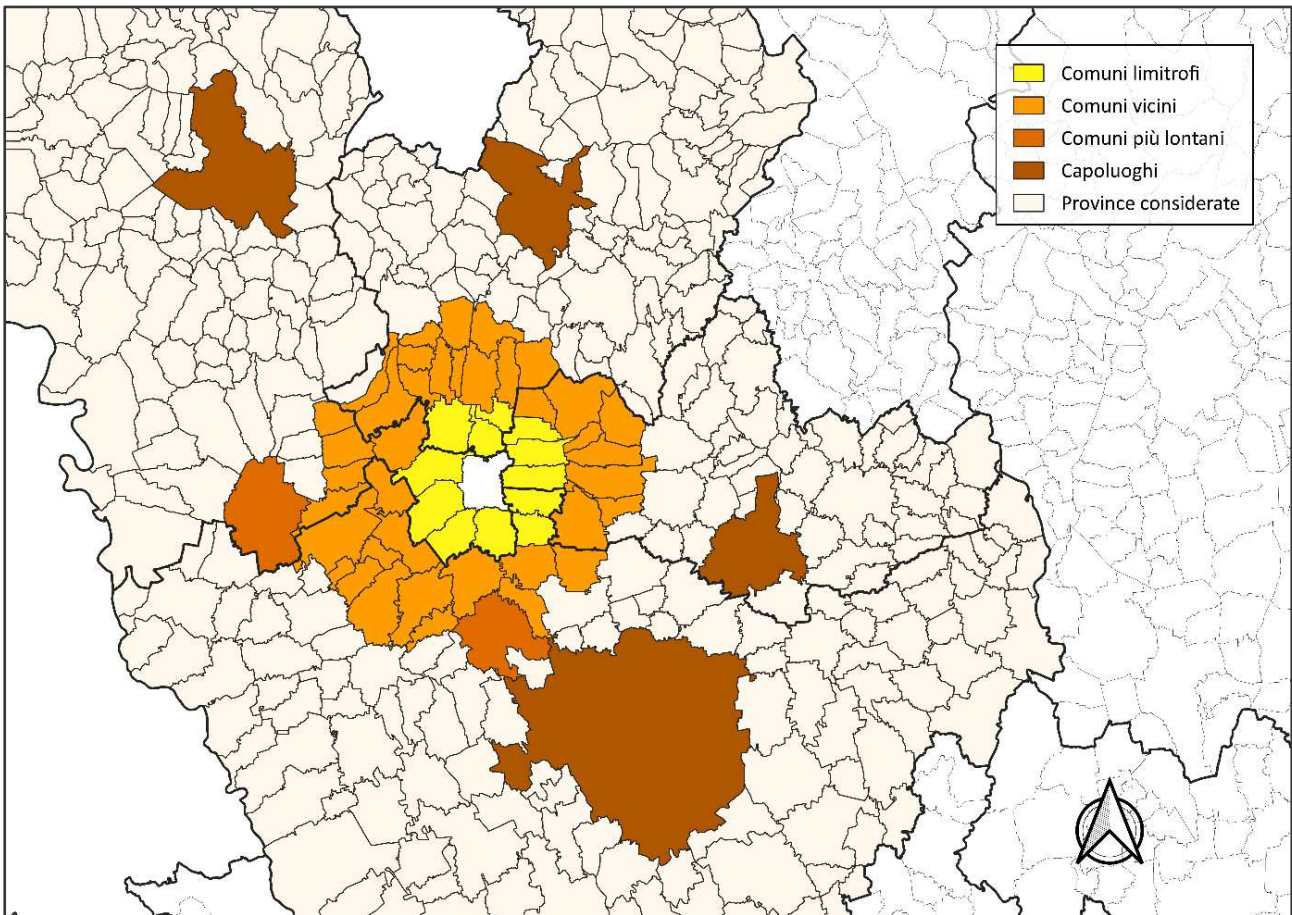 Comuni limitrofi
Comuni vicini
Comuni più lontani
Capoluoghi
Province considerate